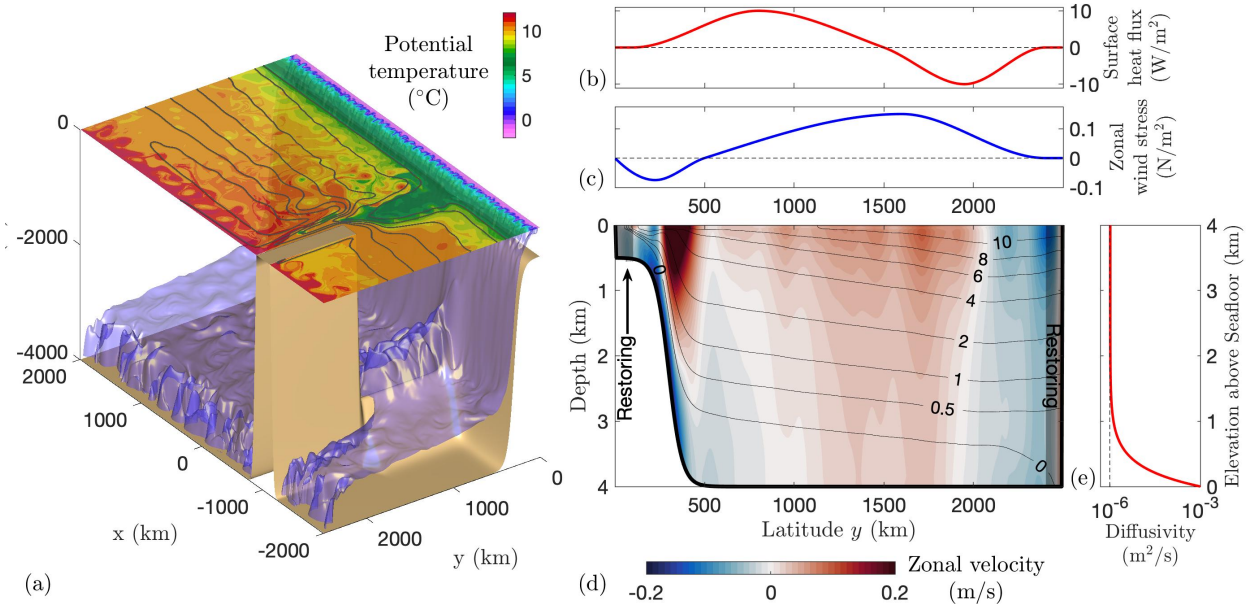 Potential
temperature
(°C)
10
5
0
0
-2000
-4000
2000
1000
0
-1000
-2000
x (km)
2000
1000
0
y (km)
(a)
(b)
10
0
-10
Surface
heat flux
(W/m²)
(c)
0.1
0
-0.1
Zonal
wind stress
(N/m²)
500
1000
1500
2000
0
1
2
3
4
Depth (km)
Restoring
0
10
8
6
4
2
1
0.5
0
Restoring
500
1000
1500
2000
Latitude y (km)
(d)
-0.2
0
0.2
Zonal velocity
(m/s)
(e)
4
3
2
1
0
Elevation above Seafloor (km)
10⁻⁶
10⁻³
Diffusivity
(m²/s)